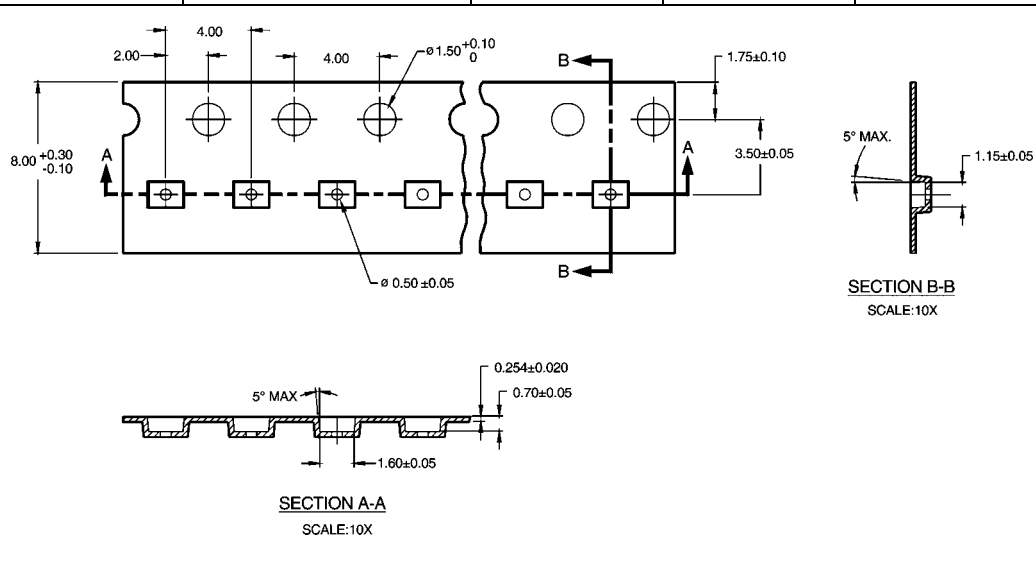 4.00
2.00
4.00
ø1.50 +0.10
0
B
1.75±0.10
8.00 +0.30
-0.10
A
A
3.50±0.05
5° MAX.
1.15±0.05
B
ø 0.50 ±0.05
SECTION B-B
SCALE:10X
0.254±0.020
5° MAX
0.70±0.05
1.60±0.05
SECTION A-A
SCALE:10X